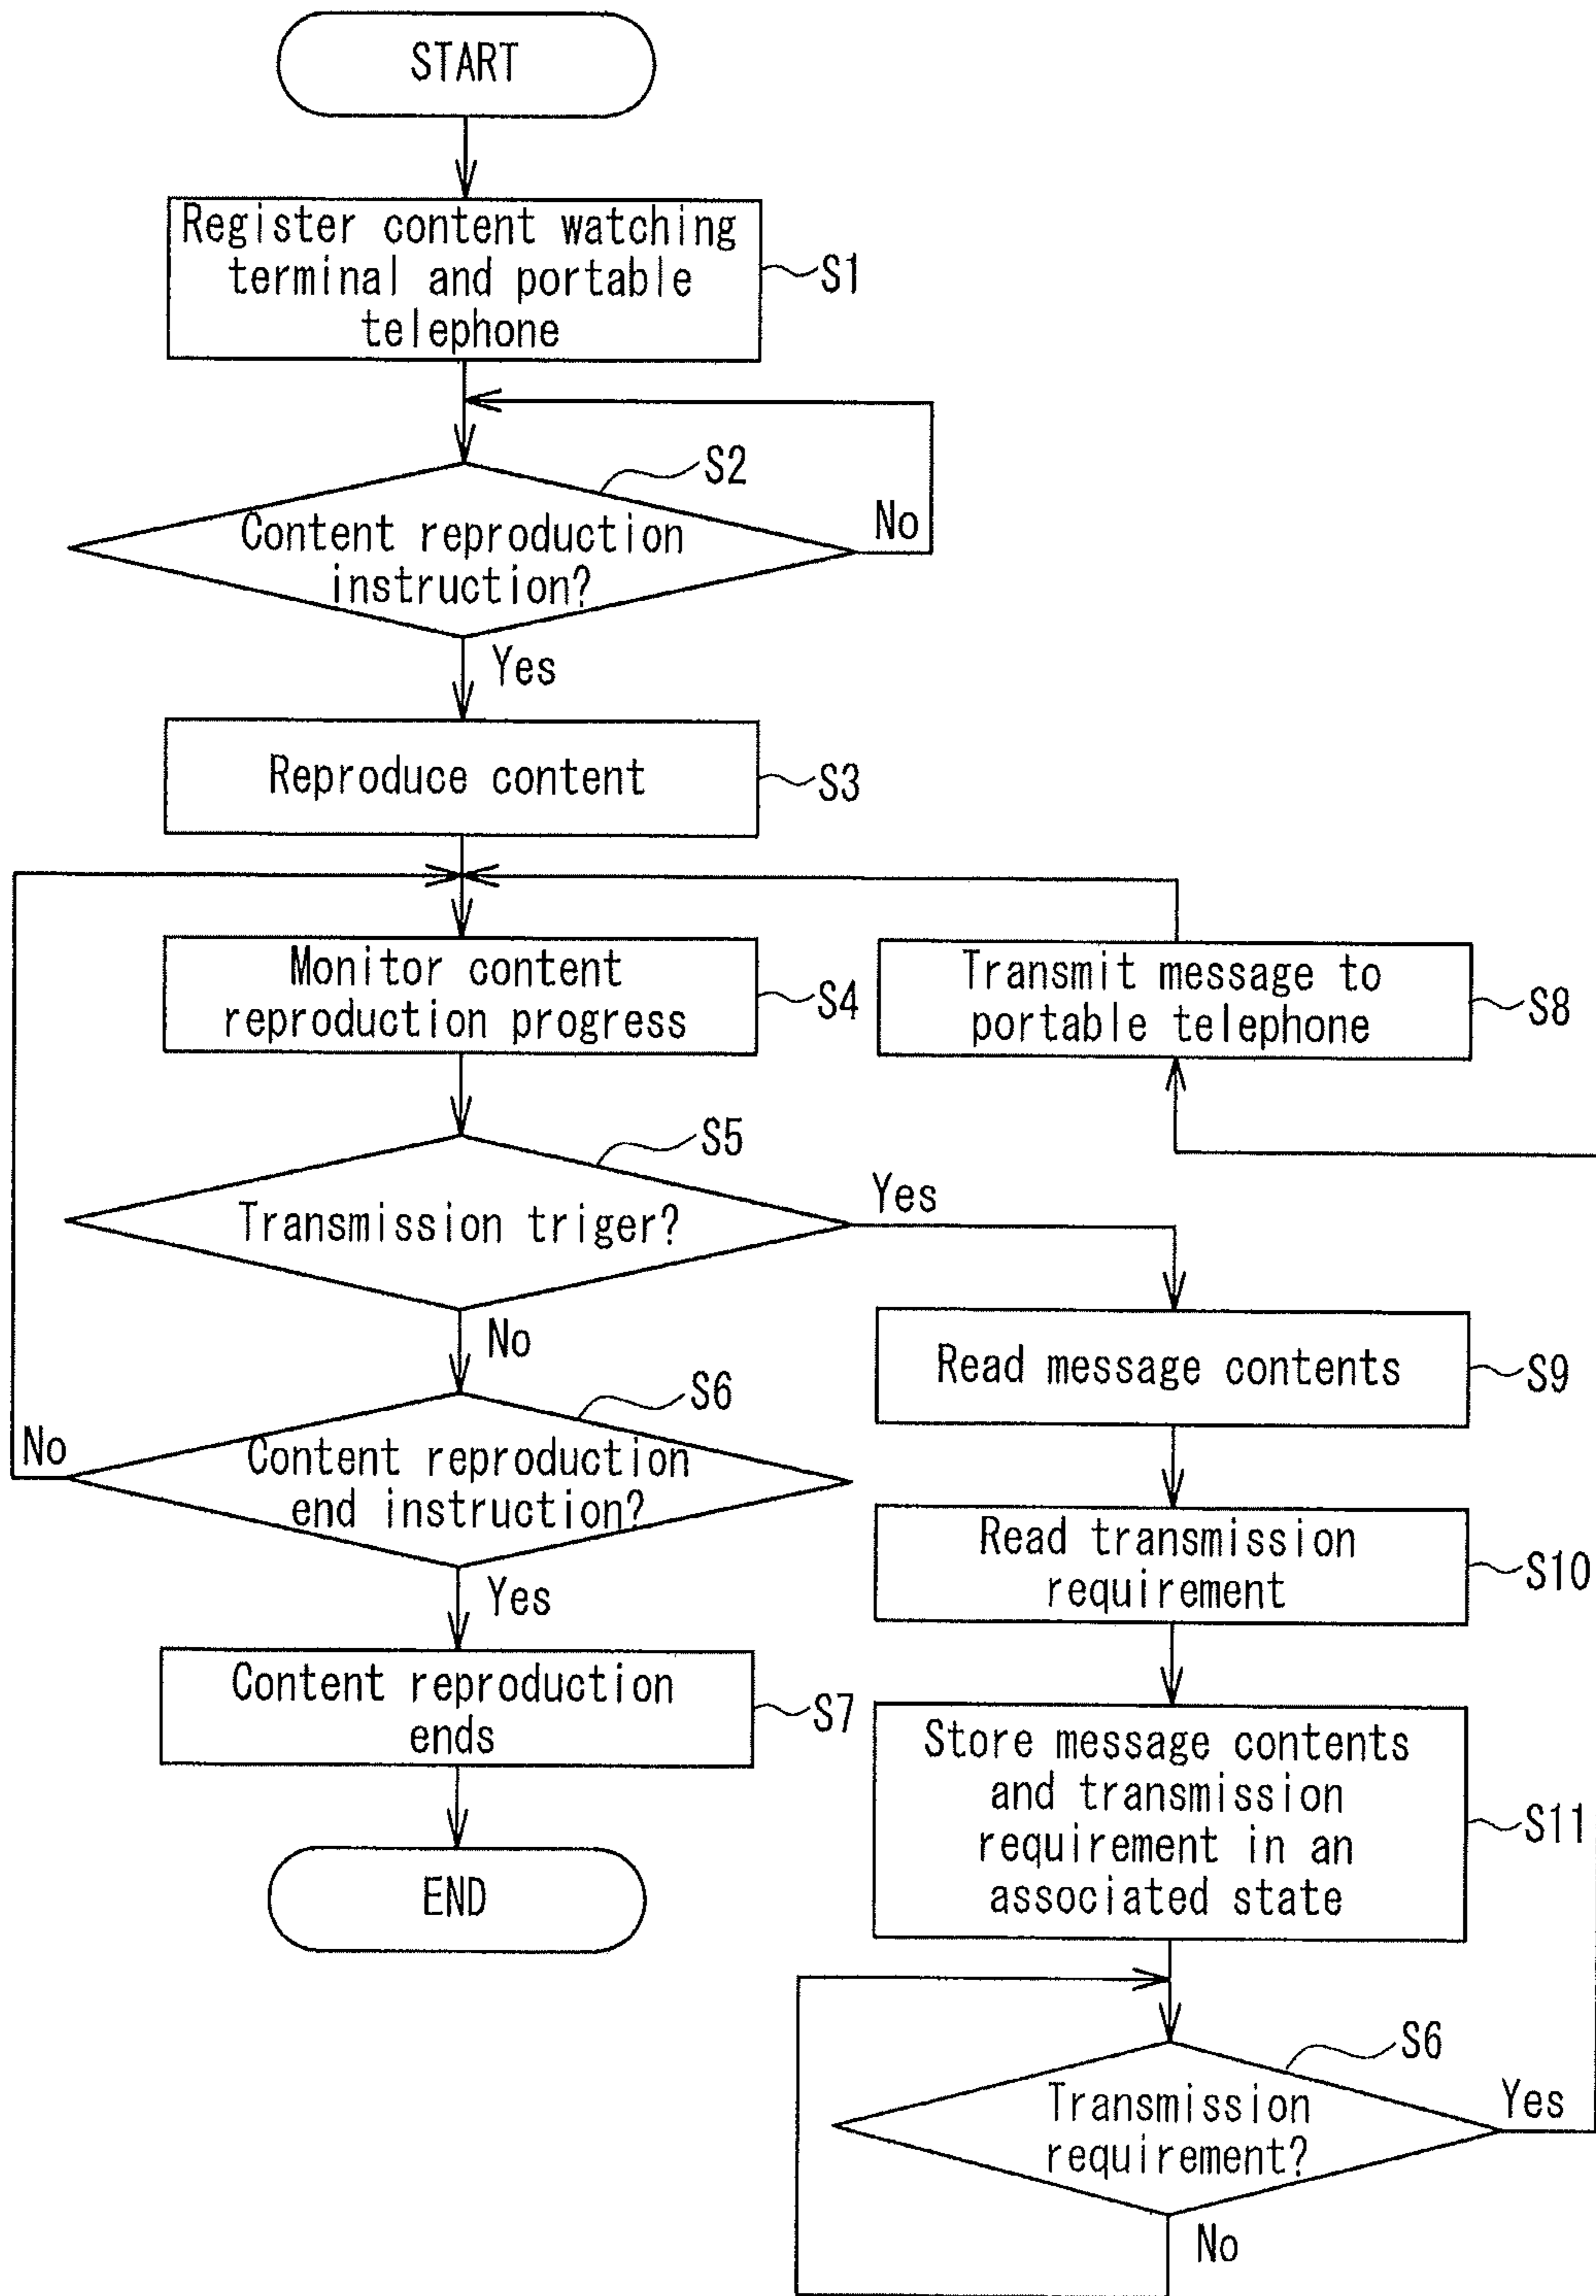 START
Register content watching
terminal and portable
telephone
S1
S2
Content reproduction
instruction?
No
Yes
Reproduce content
S3
Monitor content
reproduction progress
S4
Transmit message to
portable telephone
S8
S5
Transmission triger?
Yes
No
Read message contents
S9
S6
No
Content reproduction
end instruction?
Yes
Read transmission
requirement
S10
Content reproduction
ends
S7
Store message contents
and transmission
requirement in an
associated state
S11
END
S6
Transmission
requirement?
Yes
No